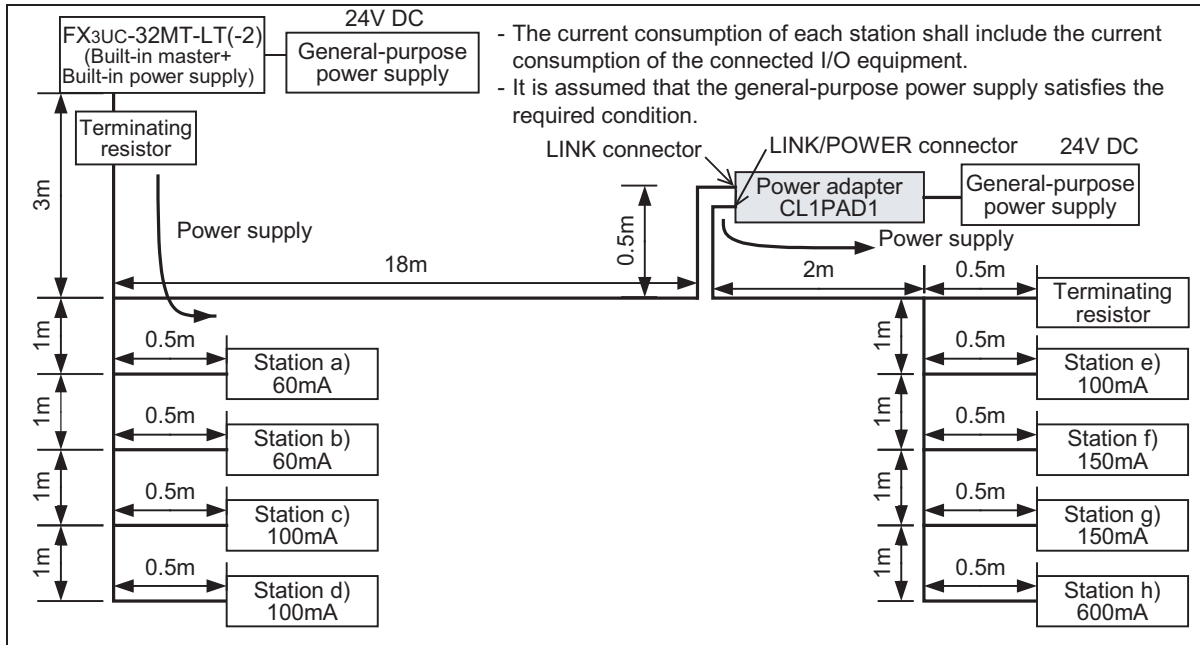 24V DC
FX3UC-32MT-LT(-2)
(Built-in master+
Built-in power supply)
General-purpose
power supply
- The current consumption of each station shall include the current
consumption of the connected I/O equipment.
- It is assumed that the general-purpose power supply satisfies the
required condition.
Terminating
resistor
3m
Power supply
LINK connector
LINK/POWER connector
24V DC
Power adapter
CL1PAD1
General-purpose
power supply
0.5m
Power supply
18m
2m
0.5m
Terminating
resistor
1m
0.5m
Station a)
60mA
1m
0.5m
Station b)
60mA
1m
0.5m
Station c)
100mA
1m
0.5m
Station d)
100mA
1m
0.5m
Station e)
100mA
1m
0.5m
Station f)
150mA
1m
0.5m
Station g)
150mA
1m
0.5m
Station h)
600mA